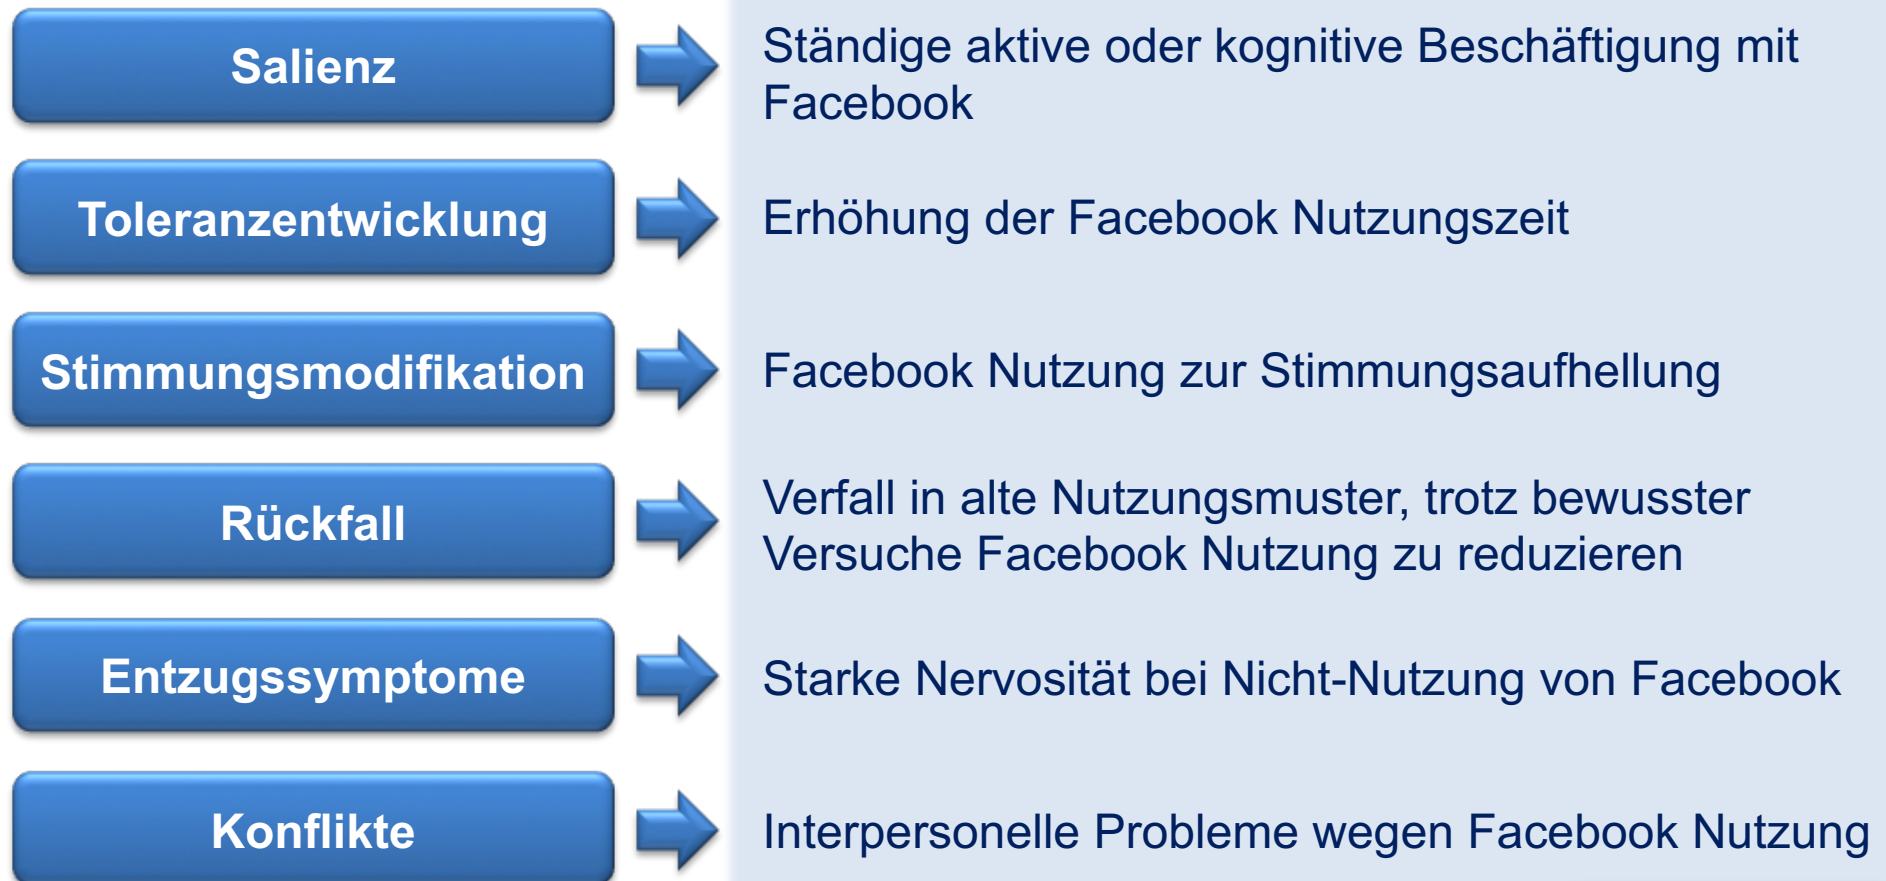 Salienz
Ständige aktive oder kognitive Beschäftigung mit
Facebook
Toleranzentwicklung
Erhöhung der Facebook Nutzungszeit
Stimmungsmodifikation
Facebook Nutzung zur Stimmungsaufhellung
Rückfall
Verfall in alte Nutzungsmuster, trotz bewusster
Versuche Facebook Nutzung zu reduzieren
Entzugssymptome
Starke Nervosität bei Nicht-Nutzung von Facebook
Konflikte
Interpersonelle Probleme wegen Facebook Nutzung